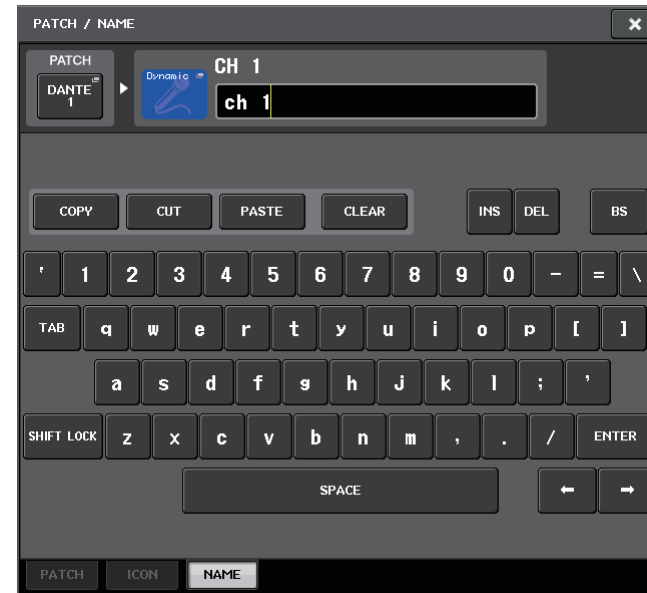 PATCH / NAME
PATCH
DANTE
1
Dynamic
CH 1
ch 1
COPY CUT PASTE CLEAR INS DEL BS
' 1 2 3 4 5 6 7 8 9 0 - = \
TAB q w e r t y u i o p [ ]
a s d f g h j k l ; '
SHIFT LOCK z x c v b n m , . / ENTER
SPACE ← →
PATCH ICON NAME